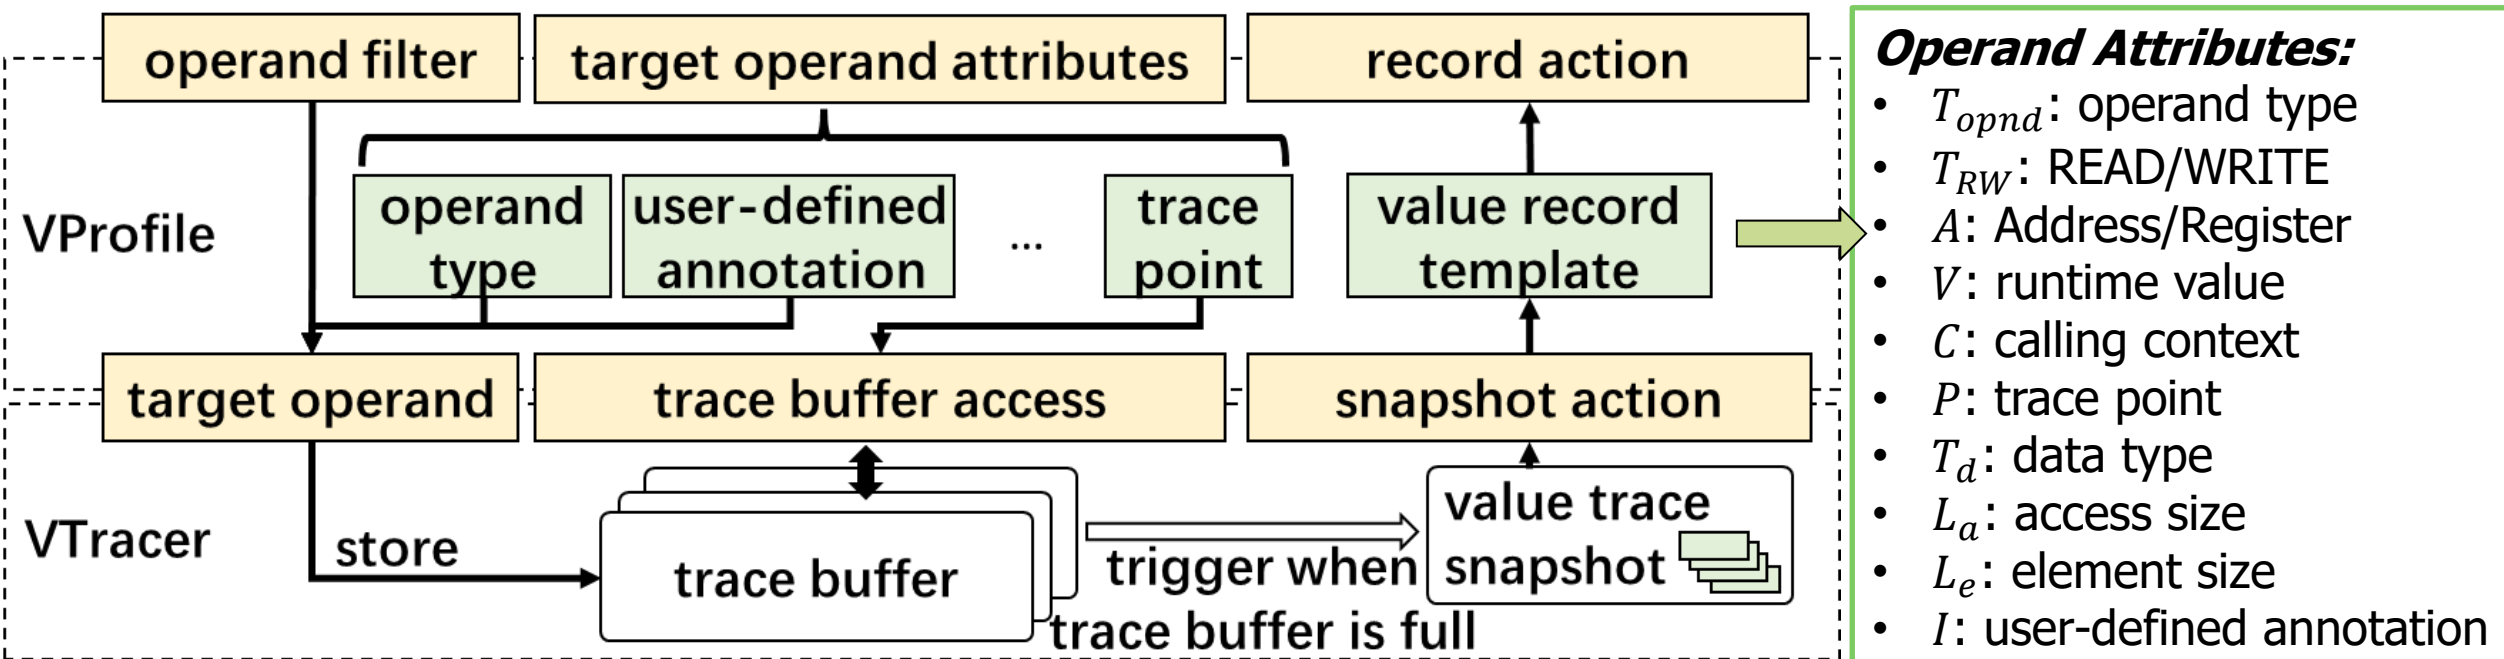 operand filter
target operand attributes
record action
VProfile
operand
type
user-defined
annotation
...
trace
point
value record
template
target operand
trace buffer access
snapshot action
VTracer
store
trace buffer
trigger when
trace buffer is full
value trace
snapshot
Operand Attributes:
• T_opnd: operand type
• T_RW: READ/WRITE
• A: Address/Register
• V: runtime value
• C: calling context
• P: trace point
• T_d: data type
• L_a: access size
• L_e: element size
• I: user-defined annotation